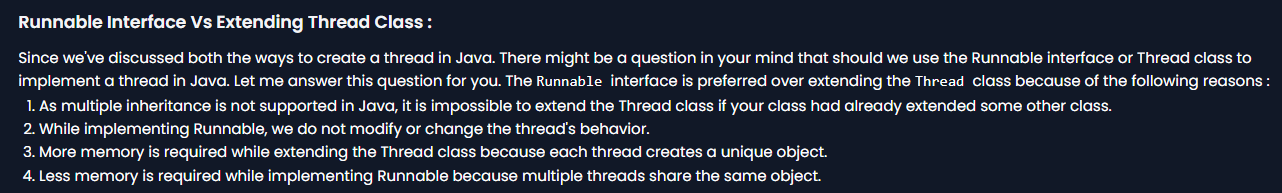 Runnable Interface Vs Extending Thread Class :
Since we've discussed both the ways to create a thread in Java. There might be a question in your mind that should we use the Runnable interface or Thread class to
implement a thread in Java. Let me answer this question for you. The Runnable interface is preferred over extending the Thread class because of the following reasons :
1. As multiple inheritance is not supported in Java, it is impossible to extend the Thread class if your class had already extended some other class.
2. While implementing Runnable, we do not modify or change the thread's behavior.
3. More memory is required while extending the Thread class because each thread creates a unique object.
4. Less memory is required while implementing Runnable because multiple threads share the same object.